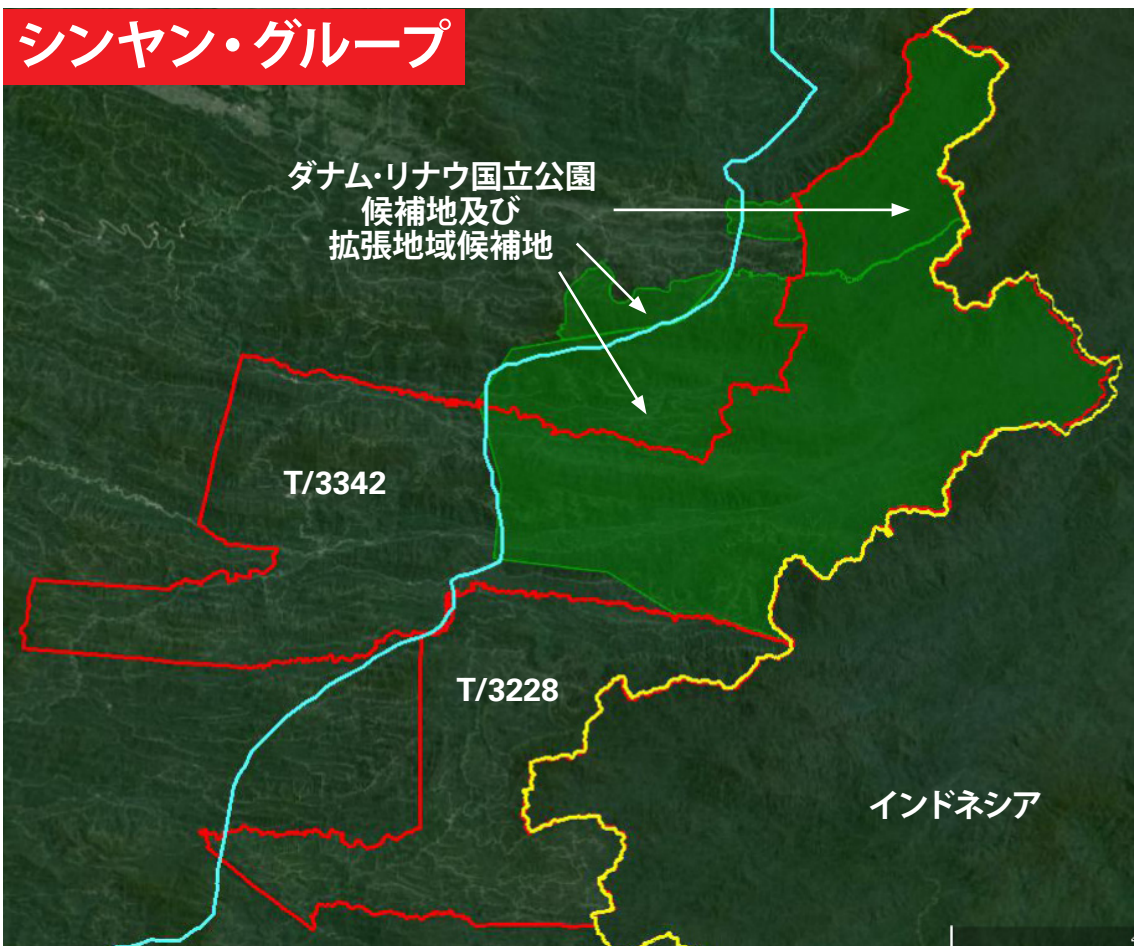 シンヤン・グループ
ダナム・リナウ国立公園
候補地及び
拡張地域候補地
T/3342
T/3228
インドネシア